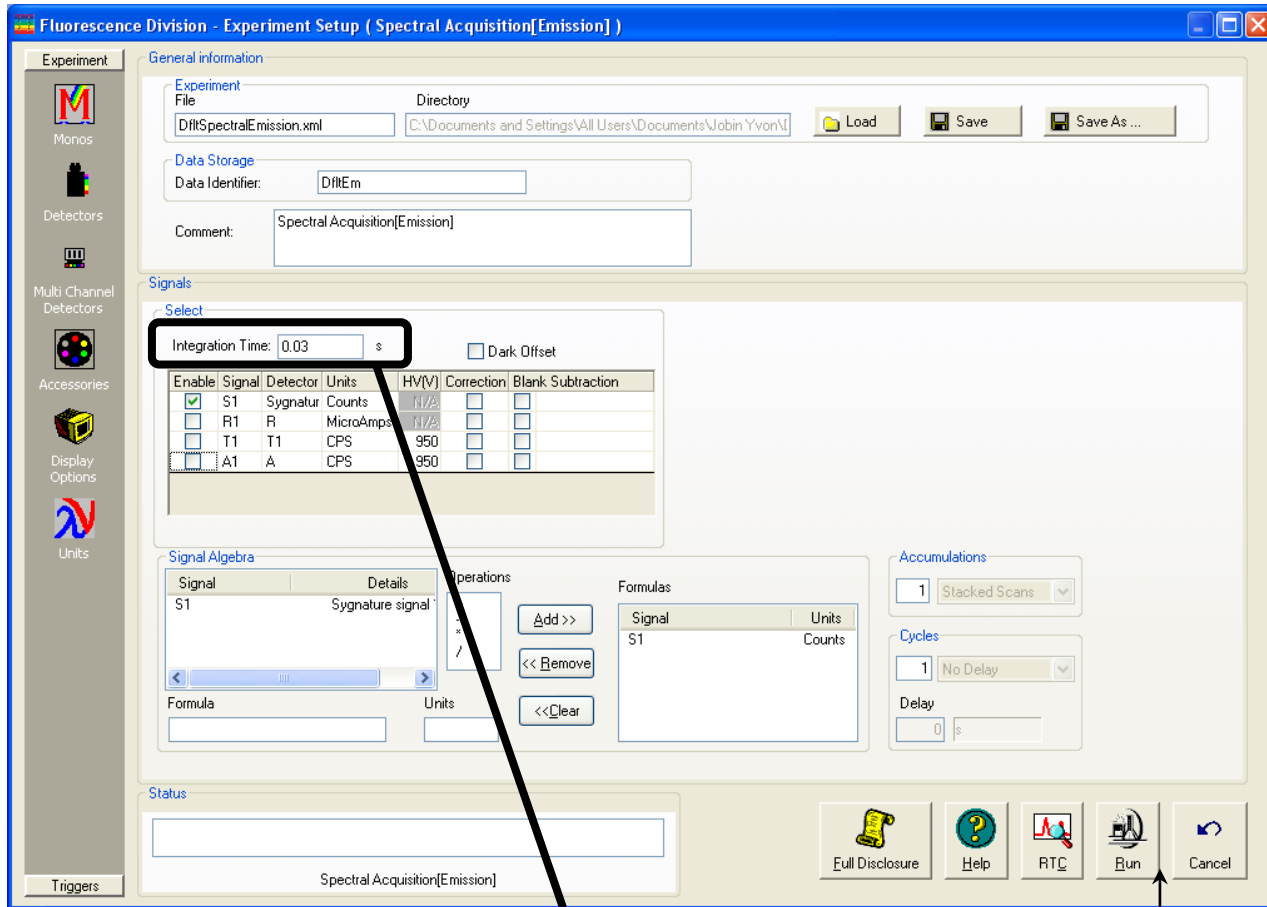 Fluorescence Division - Experiment Setup ( Spectral Acquisition[Emission] )
Experiment
Monos
Detectors
Multi Channel
Detectors
Accessories
Display
Options
Units
Triggers
General information
Experiment
File
Directory
DfltSpectralEmission.xml
C:\Documents and Settings\All Users\Documents\Jobin Yvon\
Load
Save
Save As ...
Data Storage
Data Identifier:
DfltEm
Comment:
Spectral Acquisition[Emission]
Signals
Select
Integration Time: 0.03 s
Dark Offset
Enable Signal Detector Units HV(V) Correction Blank Subtraction
S1 Sygnatur Counts N/A
R1 R MicroAmps N/A
T1 T1 CPS 950
A1 A CPS 950
Signal Algebra
Signal Details
S1 Sygnature signal
Operations
*
/
Add >>
<< Remove
<<Clear
Formulas
Signal Units
S1 Counts
Formula
Units
Accumulations
1 Stacked Scans
Cycles
1 No Delay
Delay
0 s
Status
Spectral Acquisition[Emission]
Full Disclosure
Help
RTC
Run
Cancel